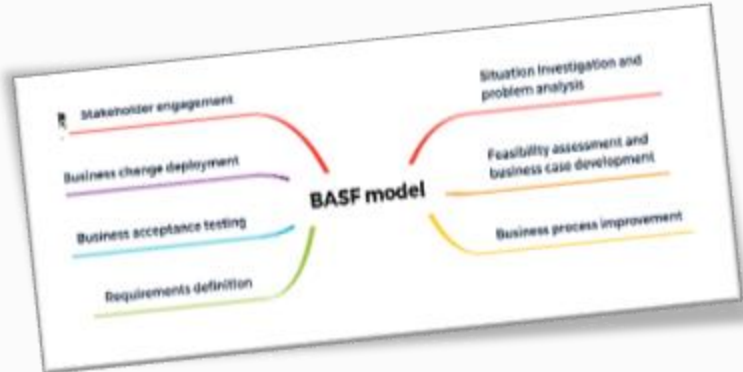 Stakeholder engagement
Business change deployment
Business acceptance testing
Requirements definition
BASF model
Situation Investigation and
problem analysis
Feasibility assessment and
business case development
Business process improvement